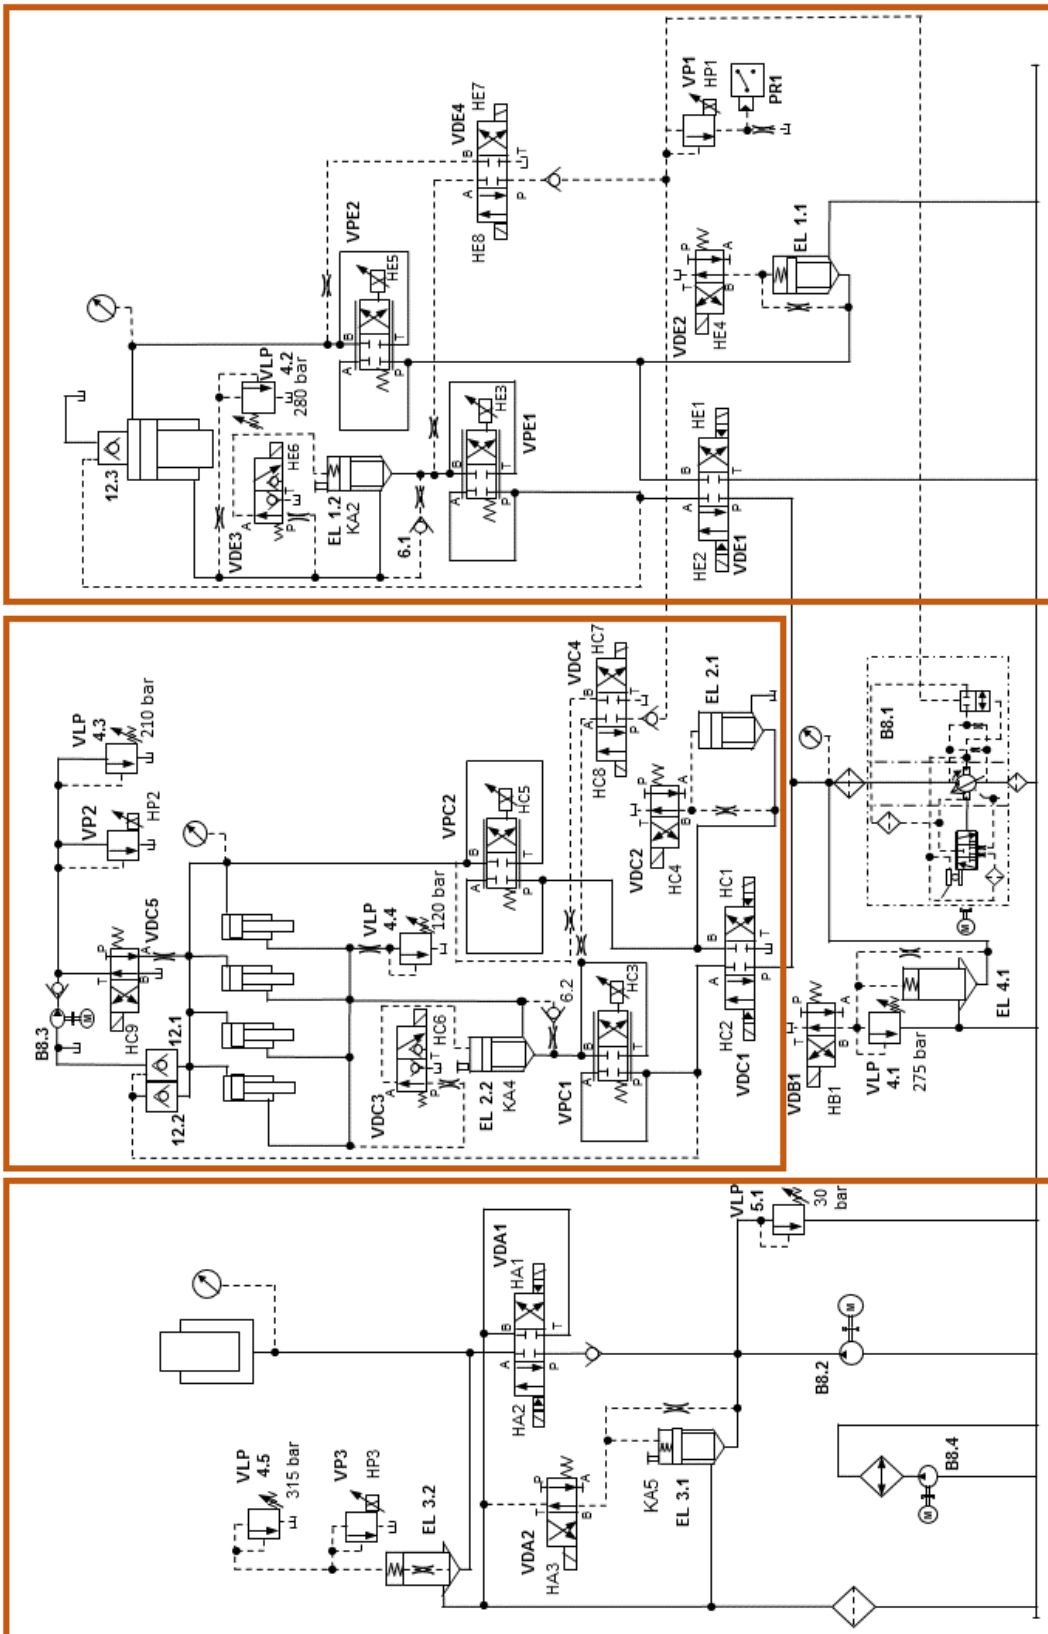 HE7
VDE4
B
T
A
P
HE8
VP1
HP1
PR1
VPE2
HE5
B
T
A
P
VLP
4.2
280 bar
12.3
HE6
VDE3
A
T
P
EL 1.2
KA2
6.1
HE3
VPE1
B
T
A
P
P
A
T
B
VDE2
HE4
EL 1.1
HE1
B
T
A
P
HE2
VDE1
VLP
4.3
210 bar
VP2
HP2
VDC5
P
A
T
B
HC9
B8.3
M
12.1
12.2
VPC2
HC5
B
T
A
P
VLP
4.4
120 bar
HC6
VDC3
A
T
P
EL 2.2
KA4
6.2
HC3
VPC1
B
T
A
P
HC7
VDC4
B
T
A
P
HC8
EL 2.1
P
A
T
B
VDC2
HC4
HC1
B
T
A
P
HC2
VDC1
B8.1
M
P
A
T
B
VDB1
HB1
VLP
4.1
275 bar
EL 4.1
VLP
5.1
30
bar
VDA1
HA1
B
T
A
P
HA2
VLP
4.5
315 bar
VP3
HP3
EL 3.2
P
A
T
B
VDA2
HA3
KA5
EL 3.1
M
B8.2
B8.4
M